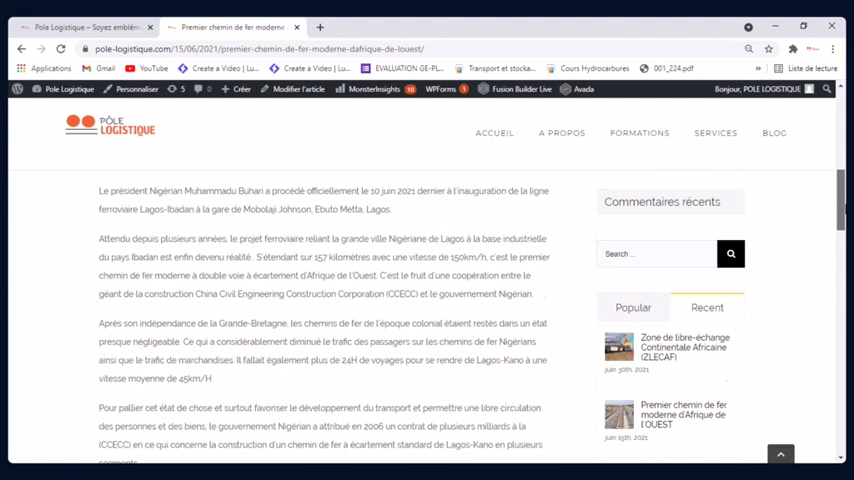 Pole Logistique – Soyez emblém
Premier chemin de fer moderne
pole-logistique.com/15/06/2021/premier-chemin-de-fer-moderne-dafrique-de-louest/
Applications
Gmail
YouTube
Create a Video | Lu...
Create a Video | Lu...
EVALUATION GE-PL...
Transport et stocka...
Cours Hydrocarbures
001_224.pdf
»
Liste de lecture
Pole Logistique
Personnaliser
5
0
Créer
Modifier l'article
MonsterInsights
10
WPForms
1
Fusion Builder Live
Avada
Bonjour, POLE LOGISTIQUE
PÔLE
LOGISTIQUE
ACCUEIL
A PROPOS
FORMATIONS
SERVICES
BLOG
Le président Nigérian Muhammadu Buhari a procédé officiellement le 10 juin 2021 dernier à l'inauguration de la ligne
ferroviaire Lagos-Ibadan à la gare de Mobolaji Johnson, Ebuto Metta, Lagos.
Attendu depuis plusieurs années, le projet ferroviaire reliant la grande ville Nigériane de Lagos à la base industrielle
du pays Ibadan est enfin devenu réalité. S'étendant sur 157 kilomètres avec une vitesse de 150km/h, c'est le premier
chemin de fer moderne à double voie à écartement d'Afrique de l'Ouest. C'est le fruit d'une coopération entre le
géant de la construction China Civil Engineering Construction Corporation (CCECC) et le gouvernement Nigérian.
Après son indépendance de la Grande-Bretagne, les chemins de fer de l'époque colonial étaient restés dans un état
presque négligeable. Ce qui a considérablement diminué le trafic des passagers sur les chemins de fer Nigérians
ainsi que le trafic de marchandises. Il fallait également plus de 24H de voyages pour se rendre de Lagos-Kano à une
vitesse moyenne de 45km/H
Pour pallier cet état de chose et surtout favoriser le développement du transport et permettre une libre circulation
des personnes et des biens, le gouvernement Nigérian a attribué en 2006 un contrat de plusieurs milliards à la
(CCECC) en ce qui concerne la construction d'un chemin de fer à écartement standard de Lagos-Kano en plusieurs
segments
Commentaires récents
Search ...
Popular
Recent
Zone de libre-échange
Continentale Africaine
(ZLECAF)
juin 30th, 2021
Premier chemin de fer
moderne d'Afrique de
l'OUEST
juin 15th, 2021